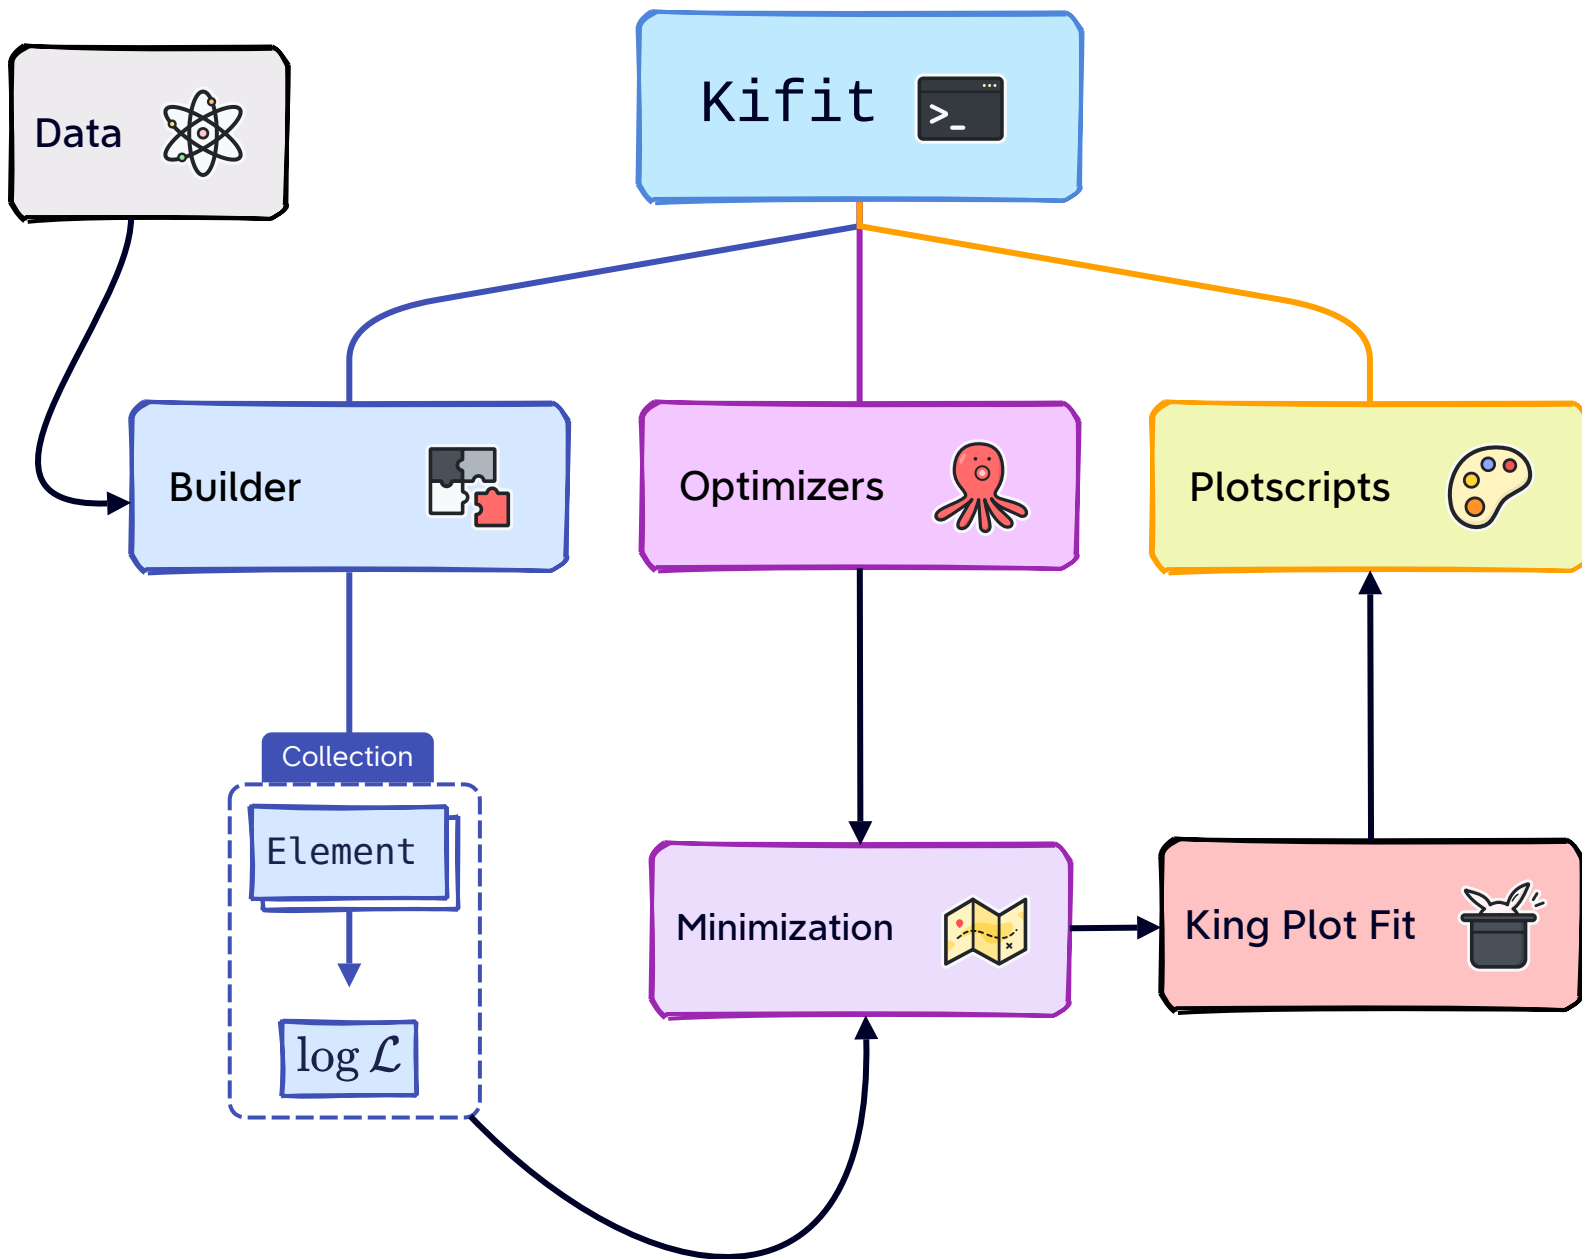 Kifit
>_
Data
Builder
Optimizers
Plotscripts
Collection
Element
log ℒ
Minimization
King Plot Fit